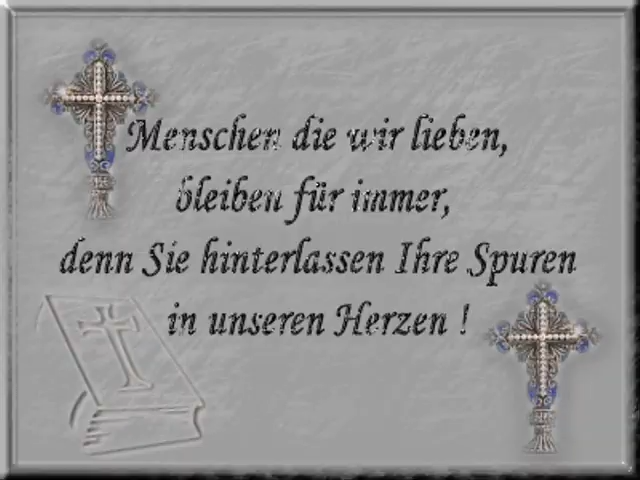 Menschen die wir lieben,
bleiben für immer,
denn Sie hinterlassen Ihre Spuren
in unseren Herzen !